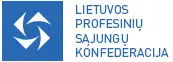 LIETUVOS
PROFESINIŲ
SĄJUNGŲ
KONFEDERACIJA